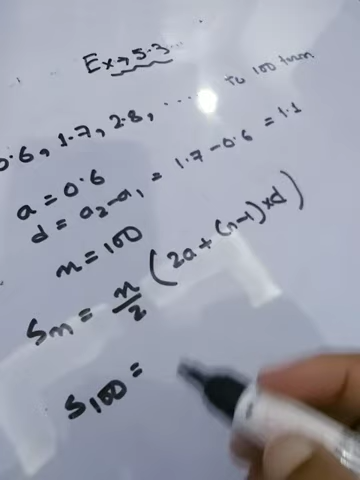 Ex → 5.3...
0.6, 1.7, 2.8, ..... to 100 term
a = 0.6
d = a₂ - a₁ = 1.7 - 0.6 = 1.1
n = 100
Sn = n/2 (2a + (n-1) × d)
S100 =